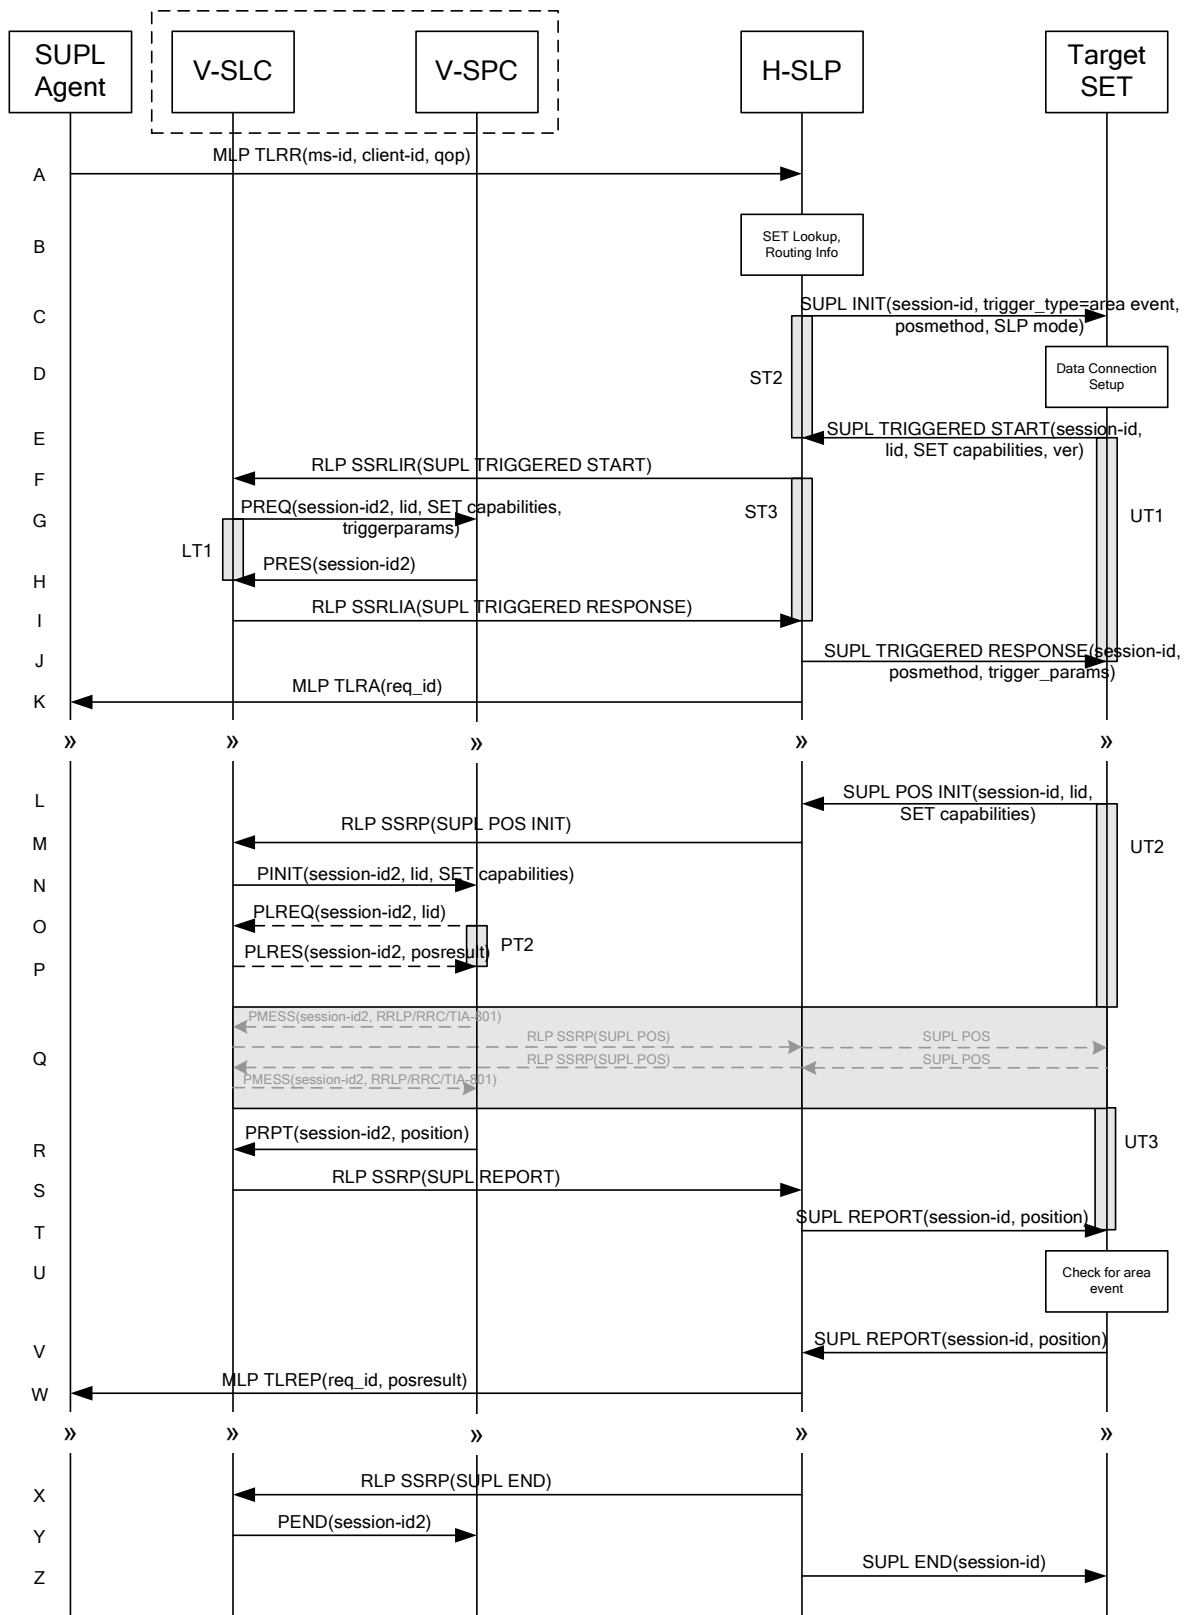 SUPL
Agent
V-SLC
V-SPC
H-SLP
Target
SET
A
MLP TLRR(ms-id, client-id, qop)
B
SET Lookup,
Routing Info
C
SUPL INIT(session-id, trigger_type=area event,
posmethod, SLP mode)
D
ST2
Data Connection
Setup
E
SUPL TRIGGERED START(session-id,
lid, SET capabilities, ver)
F
RLP SSRLIR(SUPL TRIGGERED START)
G
PREQ(session-id2, lid, SET capabilities,
triggerparams)
ST3
UT1
LT1
H
PRES(session-id2)
I
RLP SSRLIA(SUPL TRIGGERED RESPONSE)
J
SUPL TRIGGERED RESPONSE(session-id,
posmethod, trigger_params)
K
MLP TLRA(req_id)
» » » » »
L
SUPL POS INIT(session-id, lid,
SET capabilities)
M
RLP SSRP(SUPL POS INIT)
UT2
N
PINIT(session-id2, lid, SET capabilities)
O
PLREQ(session-id2, lid)
PT2
P
PLRES(session-id2, posresult)
PMESS(session-id2, RRLP/RRC/TIA-801)
RLP SSRP(SUPL POS)
SUPL POS
Q
RLP SSRP(SUPL POS)
SUPL POS
PMESS(session-id2, RRLP/RRC/TIA-801)
R
PRPT(session-id2, position)
UT3
S
RLP SSRP(SUPL REPORT)
T
SUPL REPORT(session-id, position)
U
Check for area
event
V
SUPL REPORT(session-id, position)
W
MLP TLREP(req_id, posresult)
» » » » »
X
RLP SSRP(SUPL END)
Y
PEND(session-id2)
Z
SUPL END(session-id)